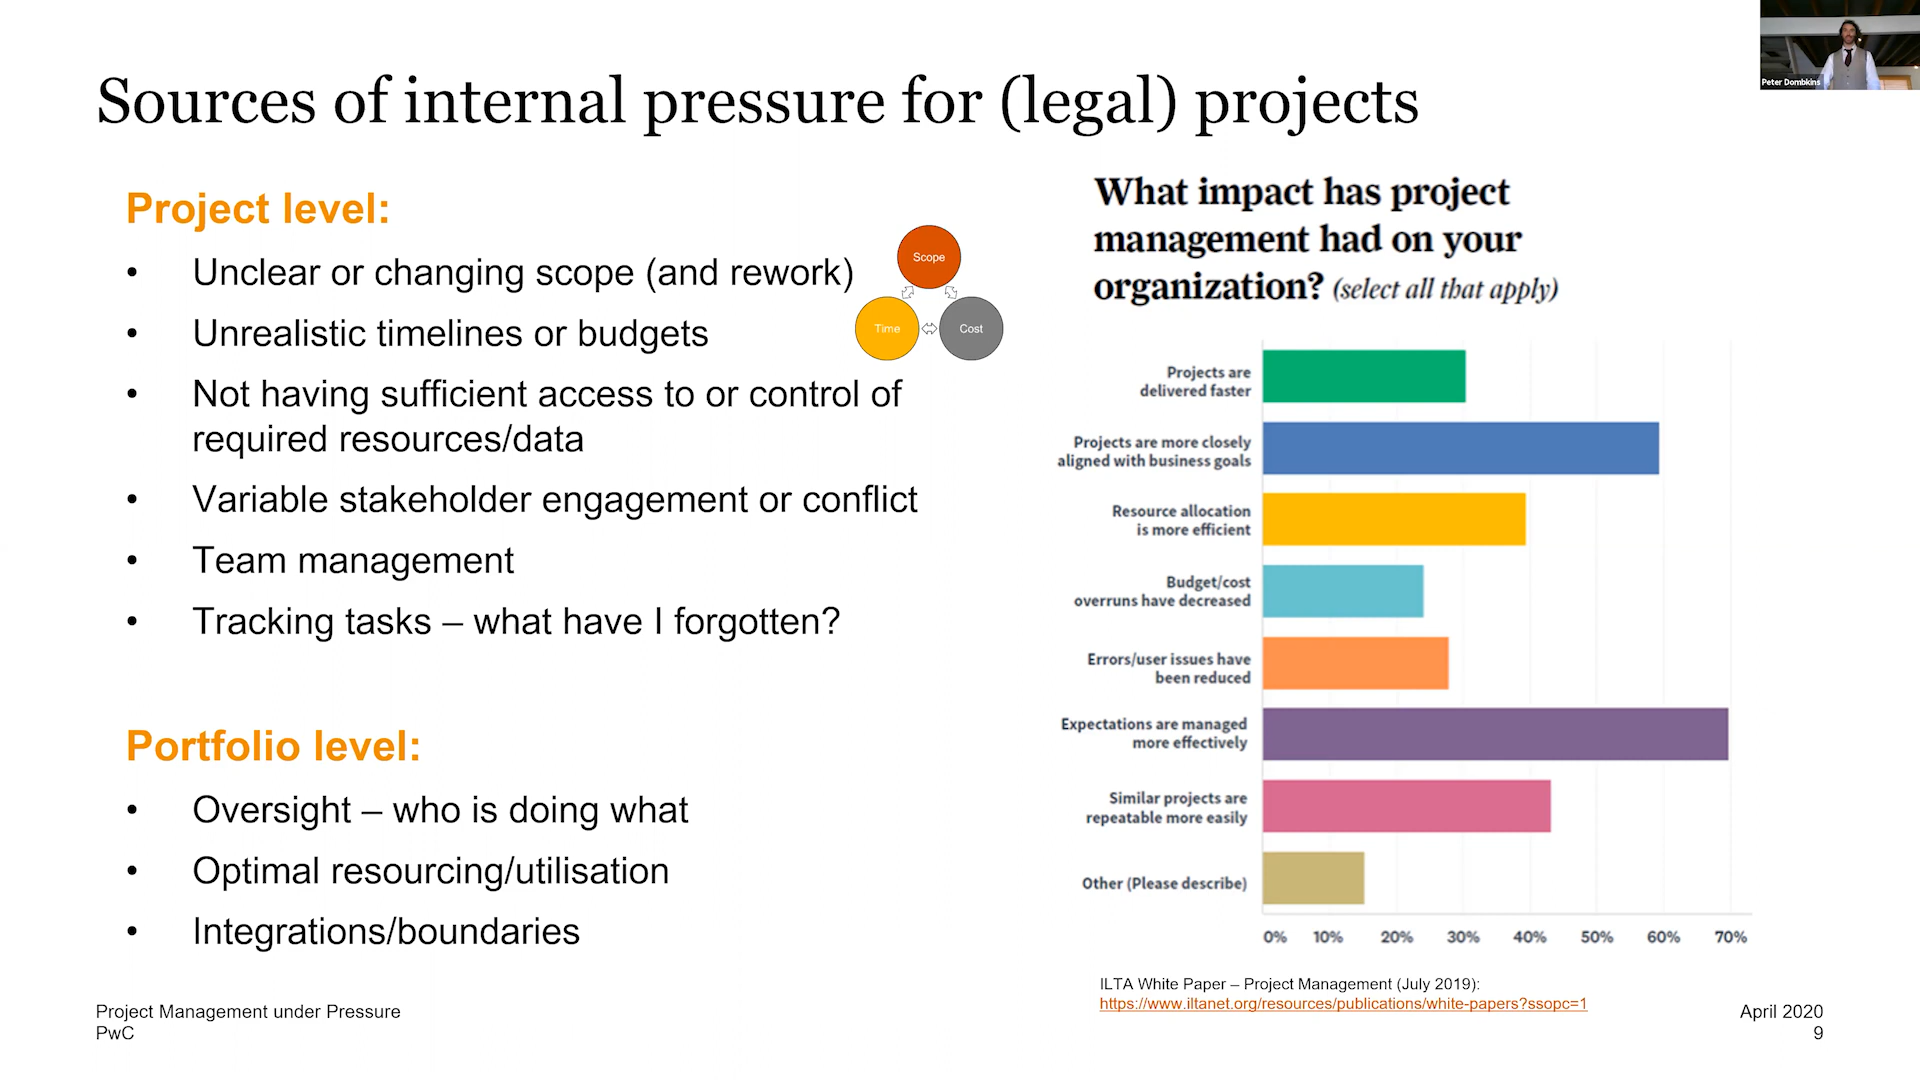 Sources of internal pressure for (legal) projects
Peter Dombkins
Project level:
• Unclear or changing scope (and rework)
• Unrealistic timelines or budgets
• Not having sufficient access to or control of
required resources/data
• Variable stakeholder engagement or conflict
• Team management
• Tracking tasks – what have I forgotten?
Scope
Time
Cost
Portfolio level:
• Oversight – who is doing what
• Optimal resourcing/utilisation
• Integrations/boundaries
What impact has project
management had on your
organization? (select all that apply)
Projects are
delivered faster
Projects are more closely
aligned with business goals
Resource allocation
is more efficient
Budget/cost
overruns have decreased
Errors/user issues have
been reduced
Expectations are managed
more effectively
Similar projects are
repeatable more easily
Other (Please describe)
0% 10% 20% 30% 40% 50% 60% 70%
ILTA White Paper – Project Management (July 2019):
https://www.iltanet.org/resources/publications/white-papers?ssopc=1
Project Management under Pressure
PwC
April 2020
9